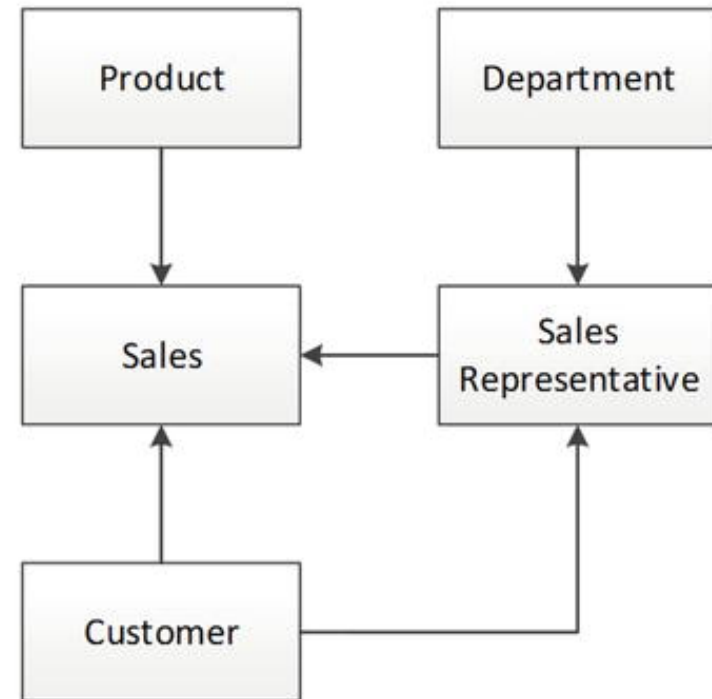 Product
Department
Sales
Sales
Representative
Customer